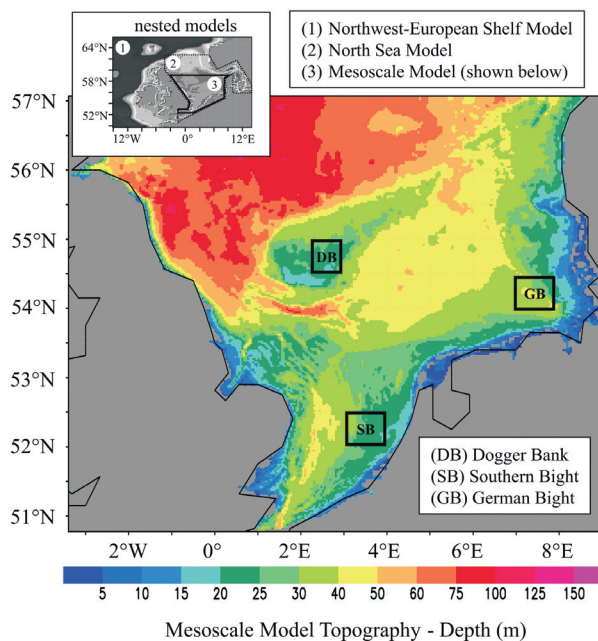 nested models
(1) Northwest-European Shelf Model
(2) North Sea Model
(3) Mesoscale Model (shown below)
64°N
60°N
56°N
52°N
12°W
0°
12°E
1
2
3
57°N
56°N
55°N
54°N
53°N
52°N
51°N
DB
GB
SB
(DB) Dogger Bank
(SB) Southern Bight
(GB) German Bight
2°W 0° 2°E 4°E 6°E 8°E
5 10 15 20 25 30 40 50 60 75 100 125 150
Mesoscale Model Topography - Depth (m)